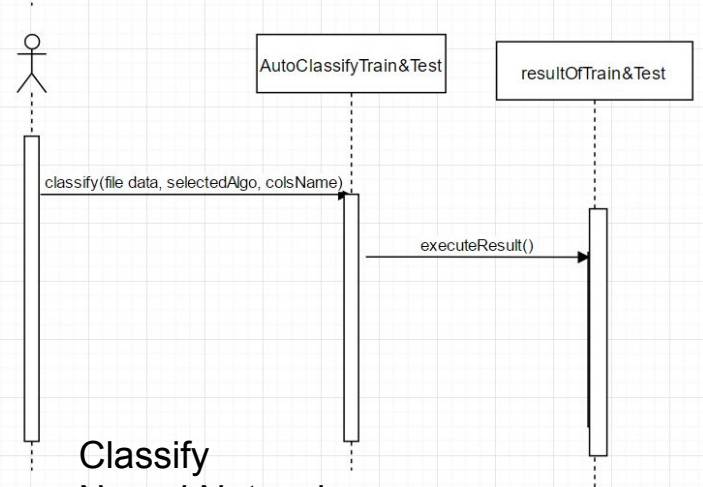 AutoClassifyTrain&Test
resultOfTrain&Test
classify(file data, selectedAlgo, colsName)
executeResult()
Classify